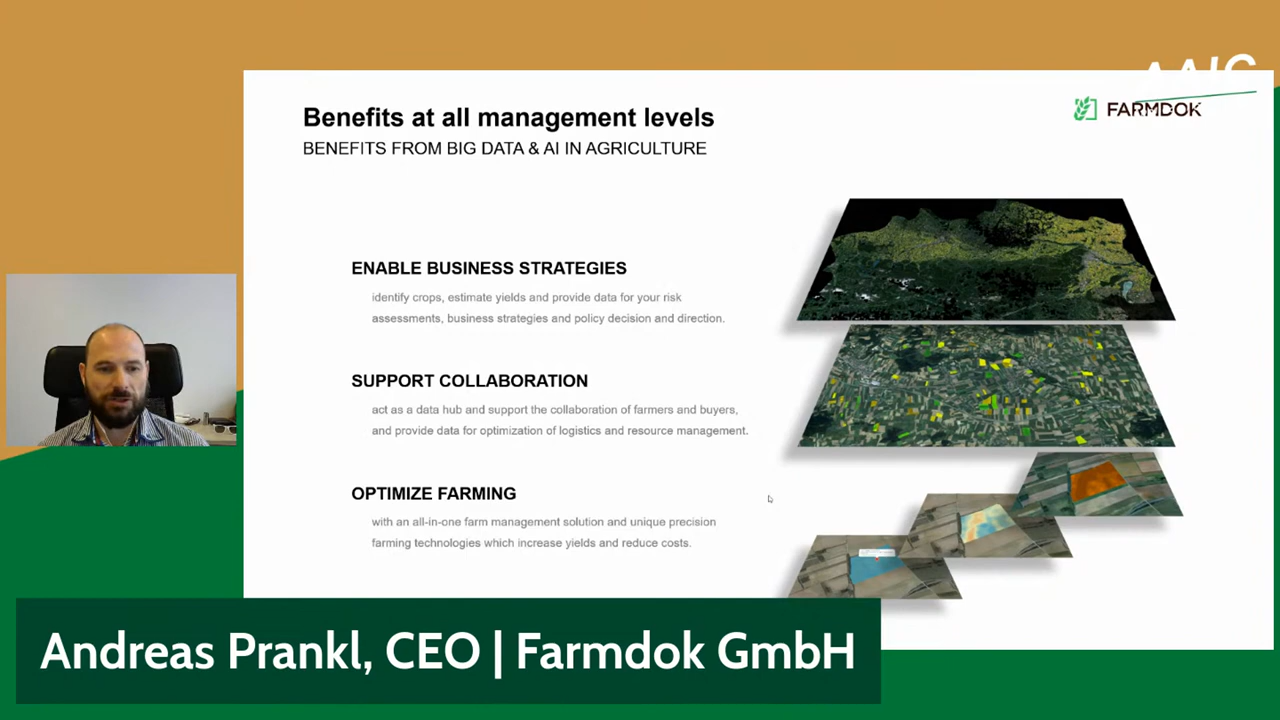 AAIC
Benefits at all management levels
BENEFITS FROM BIG DATA & AI IN AGRICULTURE
FARMDOK
ENABLE BUSINESS STRATEGIES
identify crops, estimate yields and provide data for your risk
assessments, business strategies and policy decision and direction.
SUPPORT COLLABORATION
act as a data hub and support the collaboration of farmers and buyers,
and provide data for optimization of logistics and resource management.
OPTIMIZE FARMING
with an all-in-one farm management solution and unique precision
farming technologies which increase yields and reduce costs.
Andreas Prankl, CEO | Farmdok GmbH